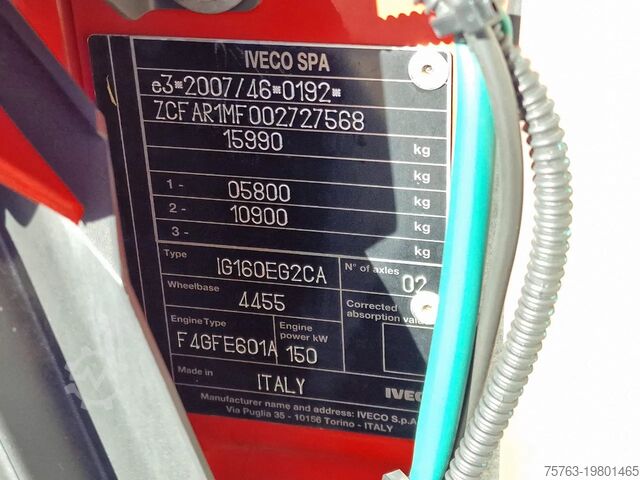 IVECO SPA
e3*2007/46*0192*
ZCFAR1MF002727568
15990 kg
kg
1 - 05800 kg
2 - 10900 kg
3 - kg
Type IG160EG2CA N° of axles 02
Wheelbase 4455 Corrected absorption value
Engine Type F4GFE601A Engine power kW 150
Made in ITALY IVECO
Manufacturer name and address: IVECO S.p.A
Via Puglia 35 - 10156 Torino - ITALY
75763-19801465